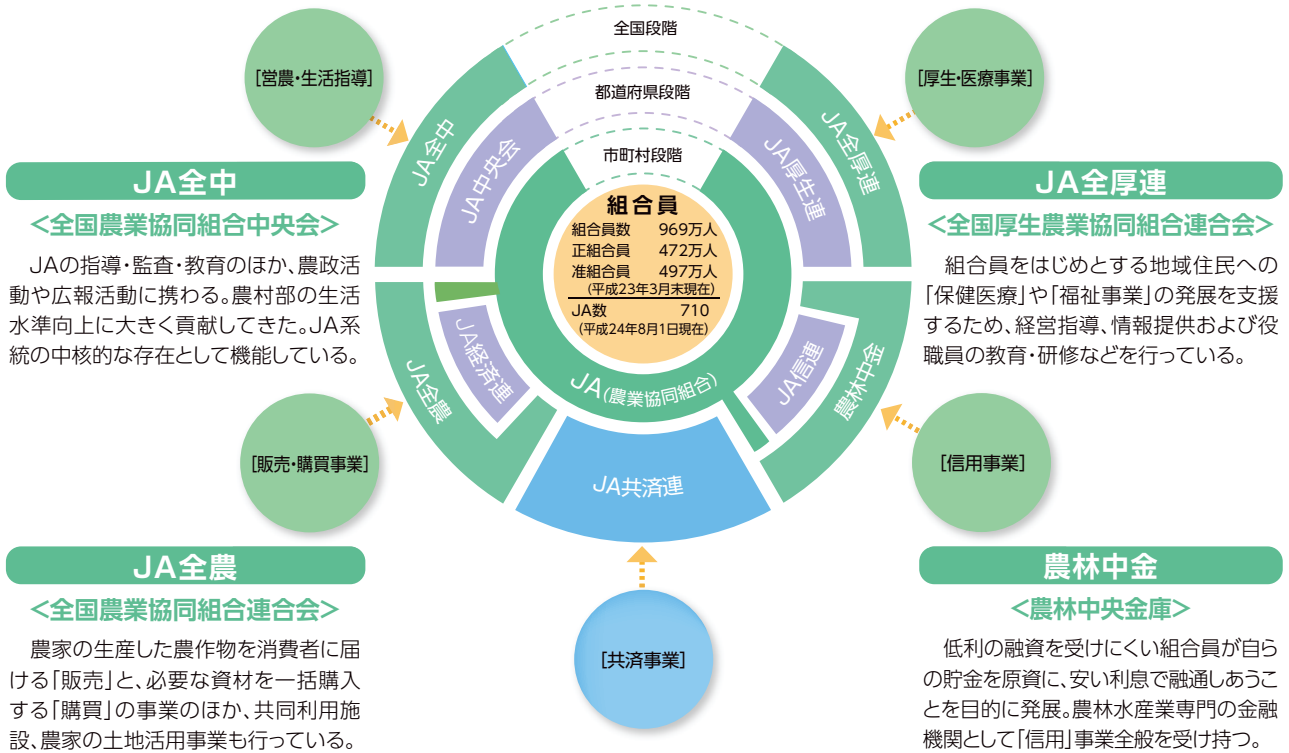 全国段階
都道府県段階
市町村段階
[営農・生活指導]
[厚生・医療事業]
JA全中
JA中央会
JA厚生連
JA全厚連
組合員
組合員数 969万人
正組合員 472万人
准組合員 497万人
(平成23年3月末現在)
JA数 710
(平成24年8月1日現在)
JA全農
JA経済連
JA(農業協同組合)
JA信連
農林中金
JA共済連
JA全中
<全国農業協同組合中央会>
JAの指導・監査・教育のほか、農政活
動や広報活動に携わる。農村部の生活
水準向上に大きく貢献してきた。JA系
統の中核的な存在として機能している。
JA全厚連
<全国厚生農業協同組合連合会>
組合員をはじめとする地域住民への
「保健医療」や「福祉事業」の発展を支援
するため、経営指導、情報提供および役
職員の教育・研修などを行っている。
[販売・購買事業]
[信用事業]
JA全農
<全国農業協同組合連合会>
農家の生産した農作物を消費者に届
ける「販売」と、必要な資材を一括購入
する「購買」の事業のほか、共同利用施
設、農家の土地活用事業も行っている。
[共済事業]
農林中金
<農林中央金庫>
低利の融資を受けにくい組合員が自ら
の貯金を原資に、安い利息で融通しあうこ
とを目的に発展。農林水産業専門の金融
機関として「信用」事業全般を受け持つ。